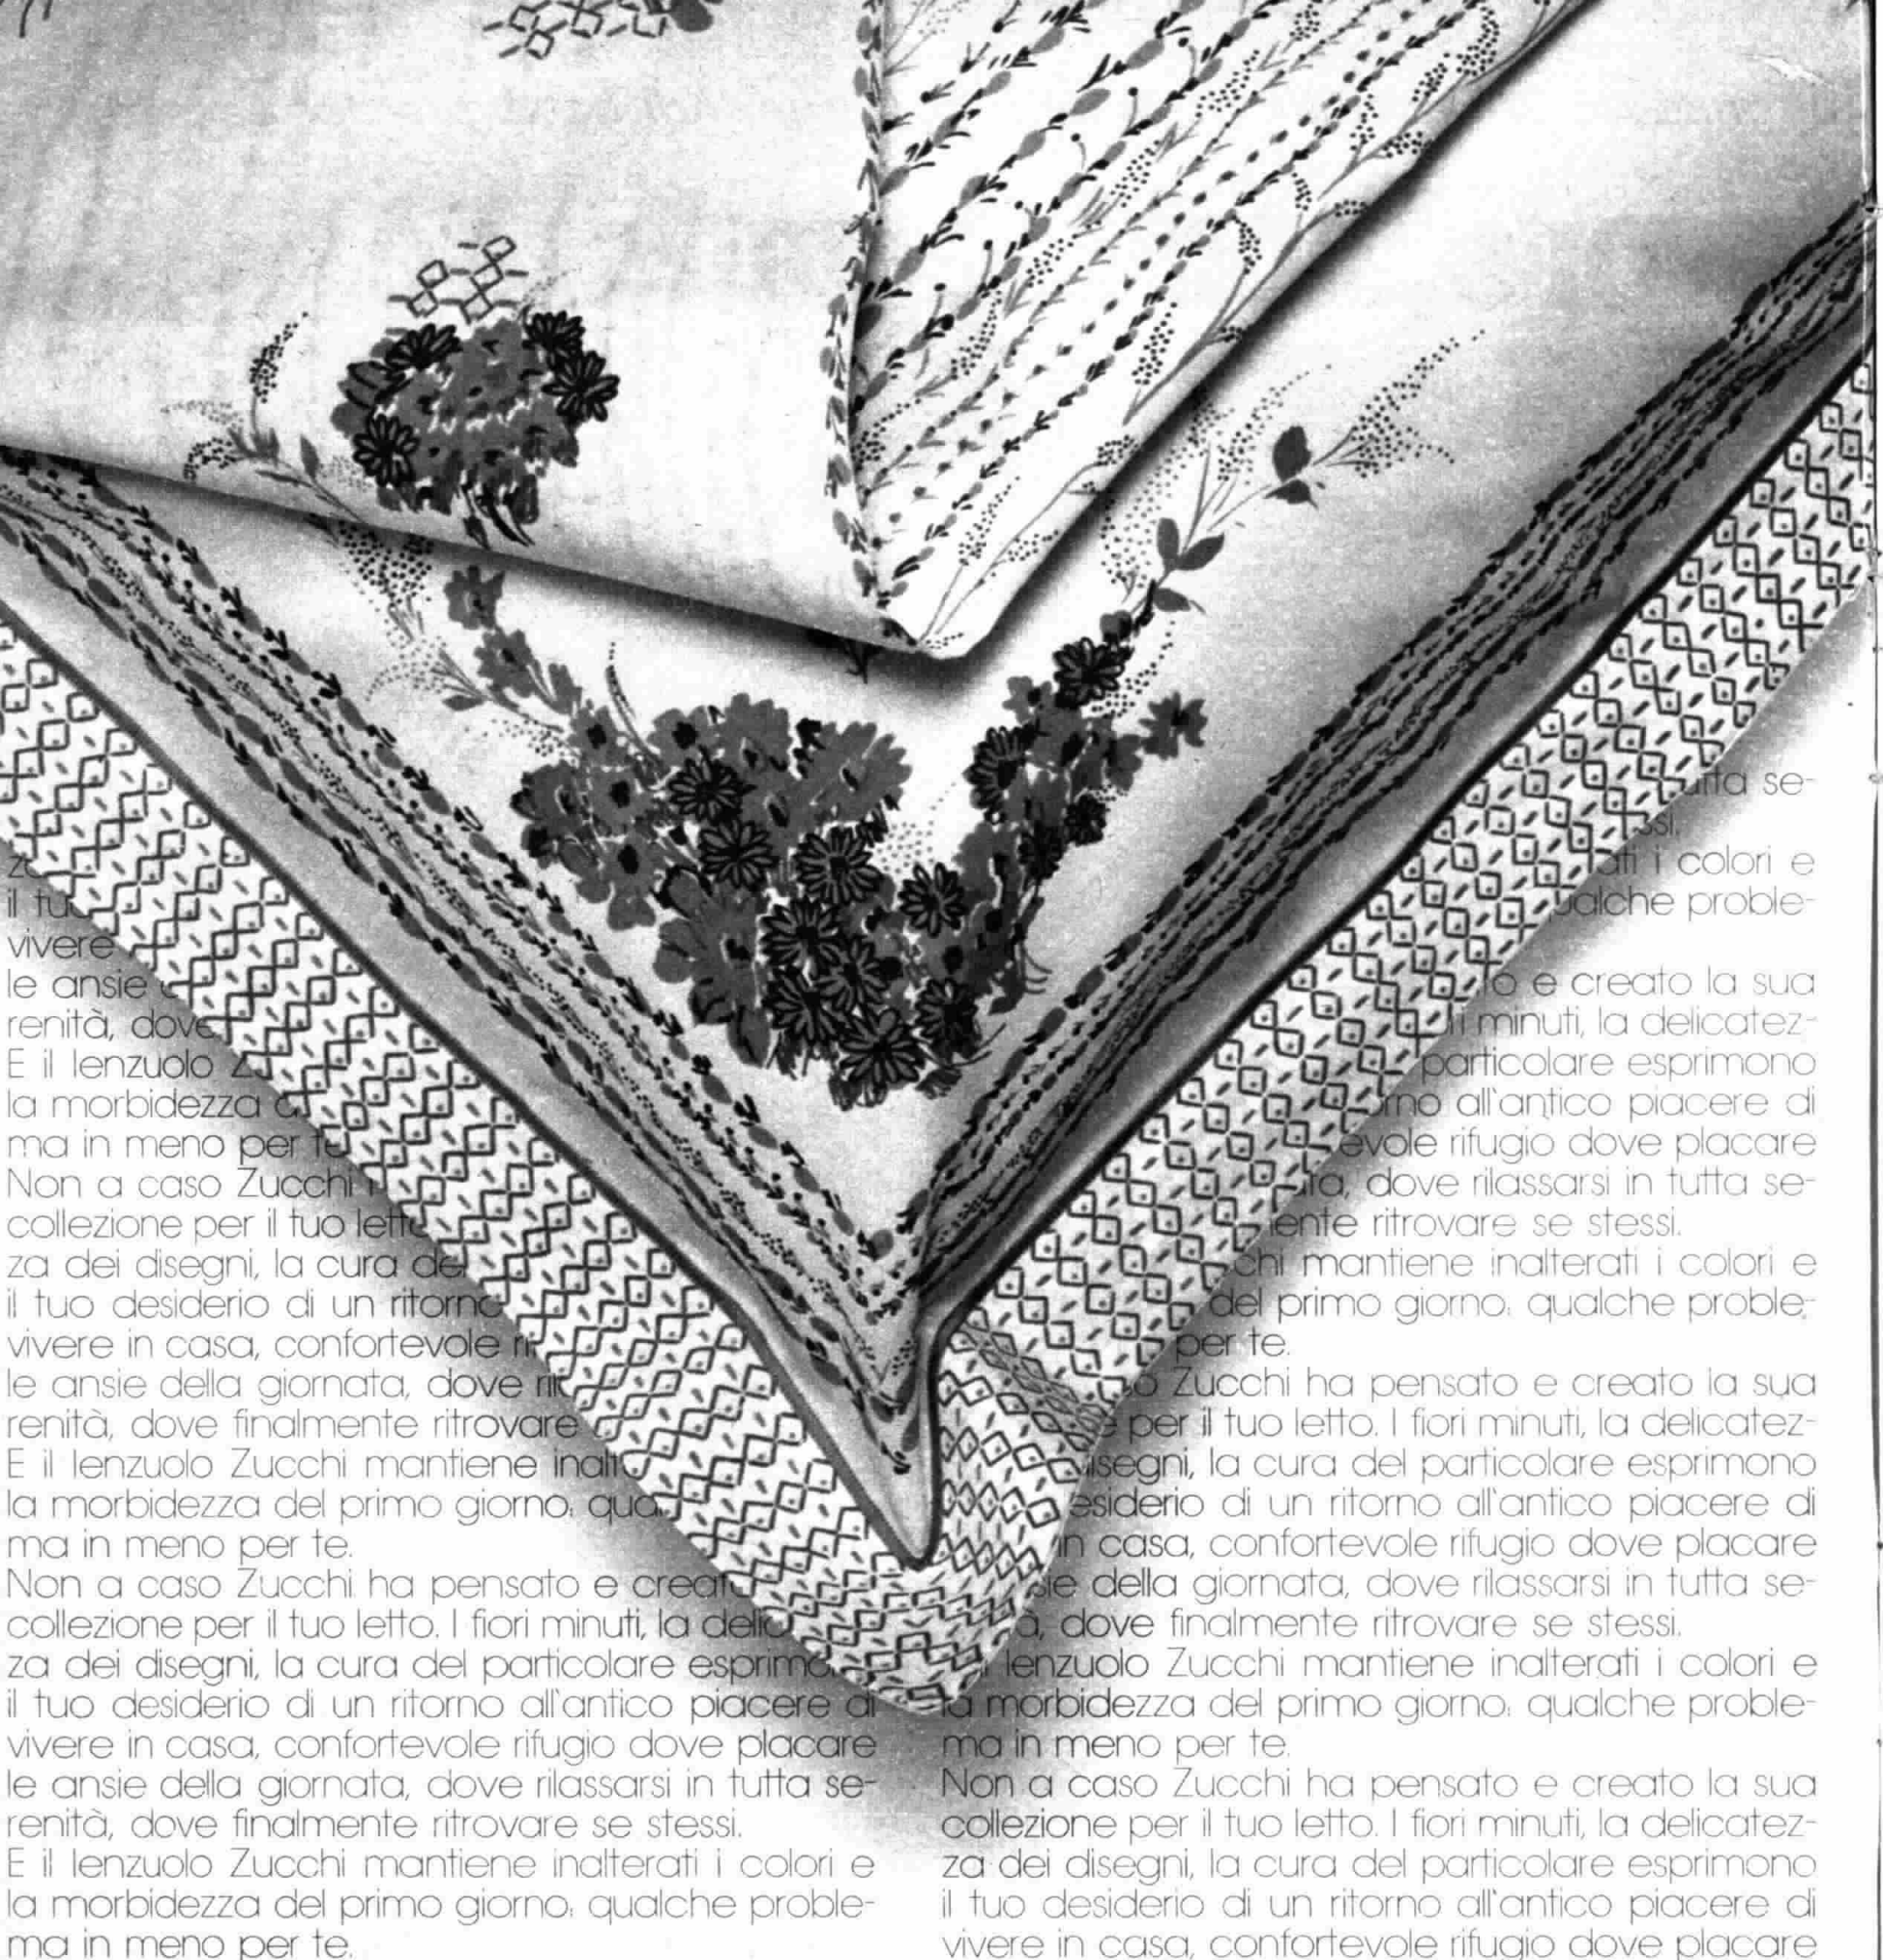 il tuo
vivere
le ansie
renità, dove
E il lenzuolo
la morbidezza
ma in meno per te
Non a caso Zucchi
collezione per il tuo letto
za dei disegni, la cura del
il tuo desiderio di un ritorno
vivere in casa, confortevole
le ansie della giornata, dove
renità, dove finalmente ritrovare
E il lenzuolo Zucchi mantiene
la morbidezza del primo giorno:
ma in meno per te.
Non a caso Zucchi ha pensato e
collezione per il tuo letto. I fiori minuti, la
za dei disegni, la cura del particolare
il tuo desiderio di un ritorno all'antico piacere di
vivere in casa, confortevole rifugio dove placare
le ansie della giornata, dove rilassarsi in tutta se-
renità, dove finalmente ritrovare se stessi.
E il lenzuolo Zucchi mantiene inalterati i colori e
la morbidezza del primo giorno: qualche proble-
ma in meno per te.
se-
i colori e
proble-
e creato la sua
minuti, la delicatez-
particolare esprimono
all'antico piacere di
rifugio dove placare
dove rilassarsi in tutta se-
ritrovare se stessi.
mantiene inalterati i colori e
del primo giorno: qualche proble-
per te.
Zucchi ha pensato e creato la sua
per il tuo letto. I fiori minuti, la delicatez-
la cura del particolare esprimono
di un ritorno all'antico piacere di
in casa, confortevole rifugio dove placare
della giornata, dove rilassarsi in tutta se-
dove finalmente ritrovare se stessi.
lenzuolo Zucchi mantiene inalterati i colori e
la morbidezza del primo giorno: qualche proble-
ma in meno per te.
Non a caso Zucchi ha pensato e creato la sua
collezione per il tuo letto. I fiori minuti, la delicatez-
za dei disegni, la cura del particolare esprimono
il tuo desiderio di un ritorno all'antico piacere di
vivere in casa, confortevole rifugio dove placare